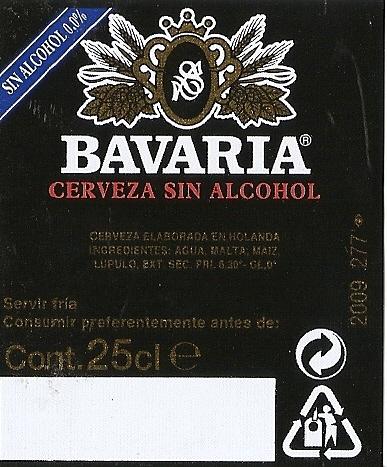 SIN ALCOHOL 0,0%
BAVARIA®
CERVEZA SIN ALCOHOL
CERVEZA ELABORADA EN HOLANDA
INGREDIENTES: AGUA, MALTA, MAIZ,
LUPULO, EXT. SEC. PRI. 6,30°- GL.0°
Servir fría
Consumir preferentemente antes de:
Cont. 25cl ℮
2009 277